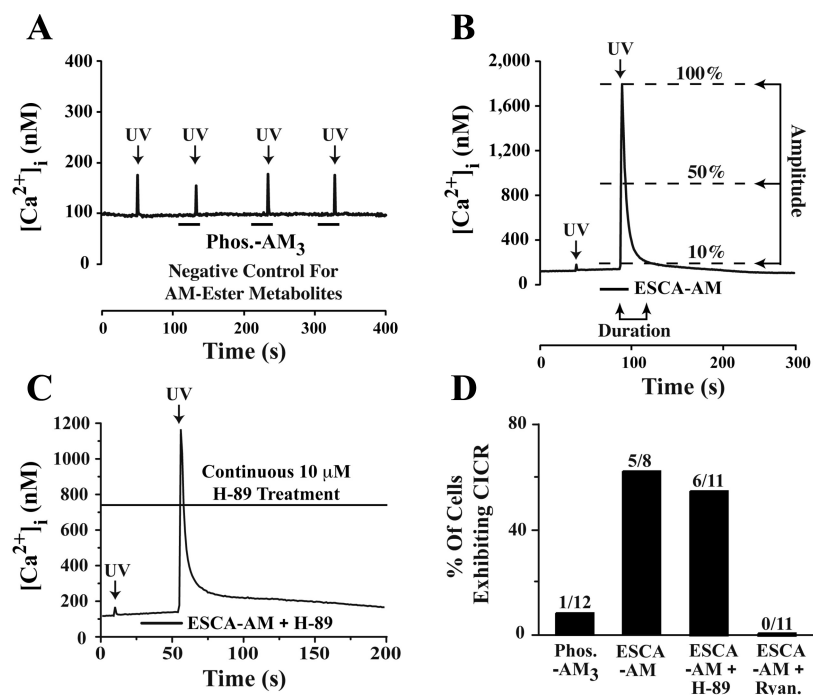 A
400
300
200
100
0
[Ca2+]i (nM)
UV
UV
UV
UV
Phos.-AM3
Negative Control For
AM-Ester Metabolites
0
100
200
300
400
Time (s)
B
2,000
1,600
1,200
800
400
0
[Ca2+]i (nM)
UV
UV
100%
50%
10%
Amplitude
ESCA-AM
Duration
0
100
200
300
Time (s)
C
1200
1000
800
600
400
200
0
[Ca2+]i (nM)
UV
UV
Continuous 10 μM
H-89 Treatment
ESCA-AM + H-89
0
50
100
150
200
Time (s)
D
80
40
0
% Of Cells
Exhibiting CICR
1/12
5/8
6/11
0/11
Phos.
-AM3
ESCA
-AM
ESCA
-AM +
H-89
ESCA
-AM +
Ryan.